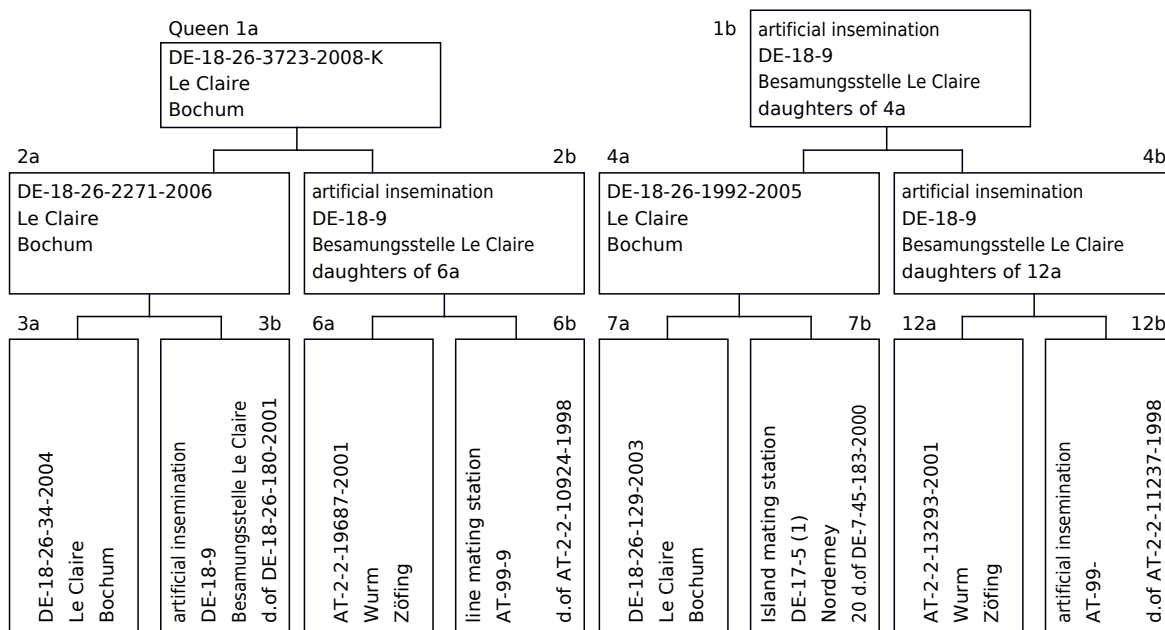 Queen 1a
DE-18-26-3723-2008-K
Le Claire
Bochum
1b
artificial insemination
DE-18-9
Besamungsstelle Le Claire
daughters of 4a
2a
DE-18-26-2271-2006
Le Claire
Bochum
2b
artificial insemination
DE-18-9
Besamungsstelle Le Claire
daughters of 6a
4a
DE-18-26-1992-2005
Le Claire
Bochum
4b
artificial insemination
DE-18-9
Besamungsstelle Le Claire
daughters of 12a
3a
DE-18-26-34-2004
Le Claire
Bochum
3b
artificial insemination
DE-18-9
Besamungsstelle Le Claire
d.of DE-18-26-180-2001
6a
AT-2-2-19687-2001
Wurm
Zöfing
6b
line mating station
AT-99-9
d.of AT-2-2-10924-1998
7a
DE-18-26-129-2003
Le Claire
Bochum
7b
Island mating station
DE-17-5 (1)
Norderney
20 d.of DE-7-45-183-2000
12a
AT-2-2-13293-2001
Wurm
Zöfing
12b
artificial insemination
AT-99-
d.of AT-2-2-11237-1998